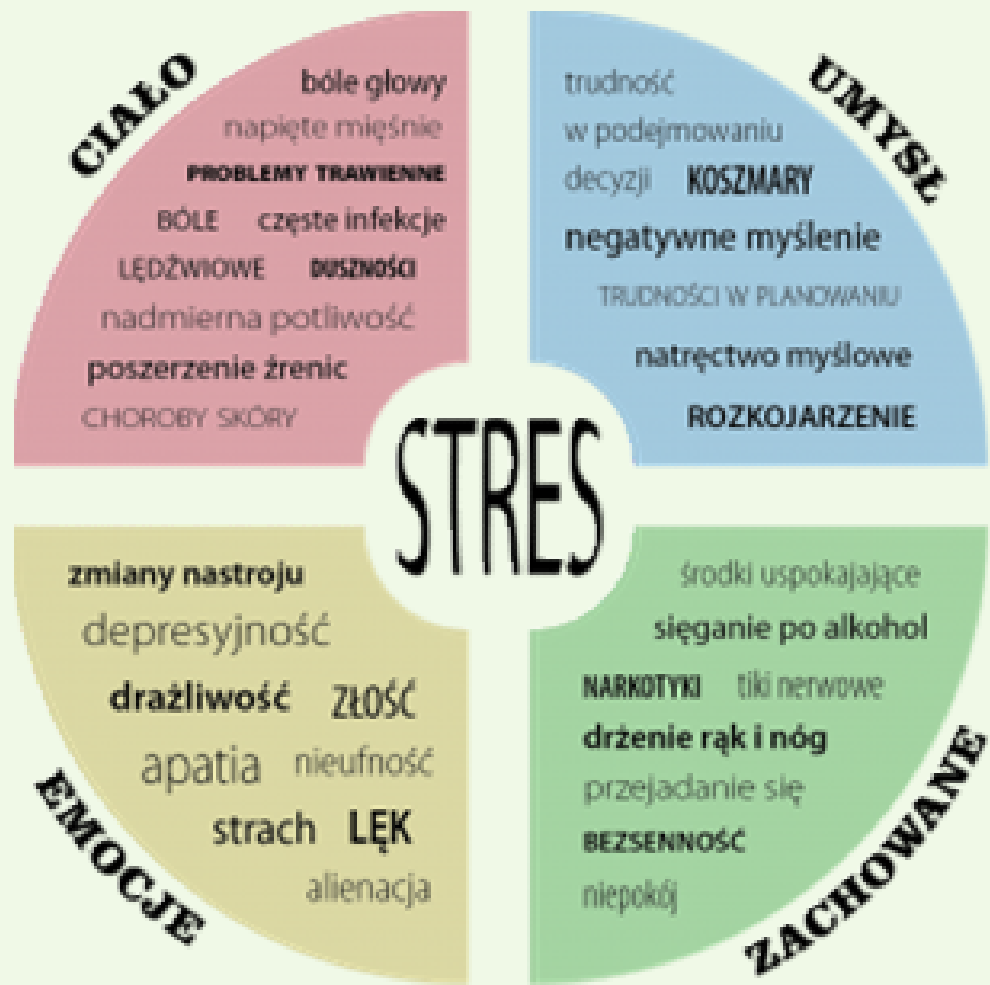 CIAŁO
bóle głowy
napięte mięśnie
PROBLEMY TRAWIENNE
BÓLE częste infekcje
LĘDŹWIOWE DUSZNOŚCI
nadmierna potliwość
poszerzenie źrenic
CHOROBY SKÓRY
UMYSŁ
trudność
w podejmowaniu
decyzji KOSZMARY
negatywne myślenie
TRUDNOŚCI W PLANOWANIU
natręctwo myślowe
ROZKOJARZENIE
STRES
EMOCJE
zmiany nastroju
depresyjność
drażliwość ZŁOŚĆ
apatia nieufność
strach LĘK
alienacja
ZACHOWANE
środki uspokajające
sięganie po alkohol
NARKOTYKI tiki nerwowe
drżenie rąk i nóg
przejadanie się
BEZSENNOŚĆ
niepokój